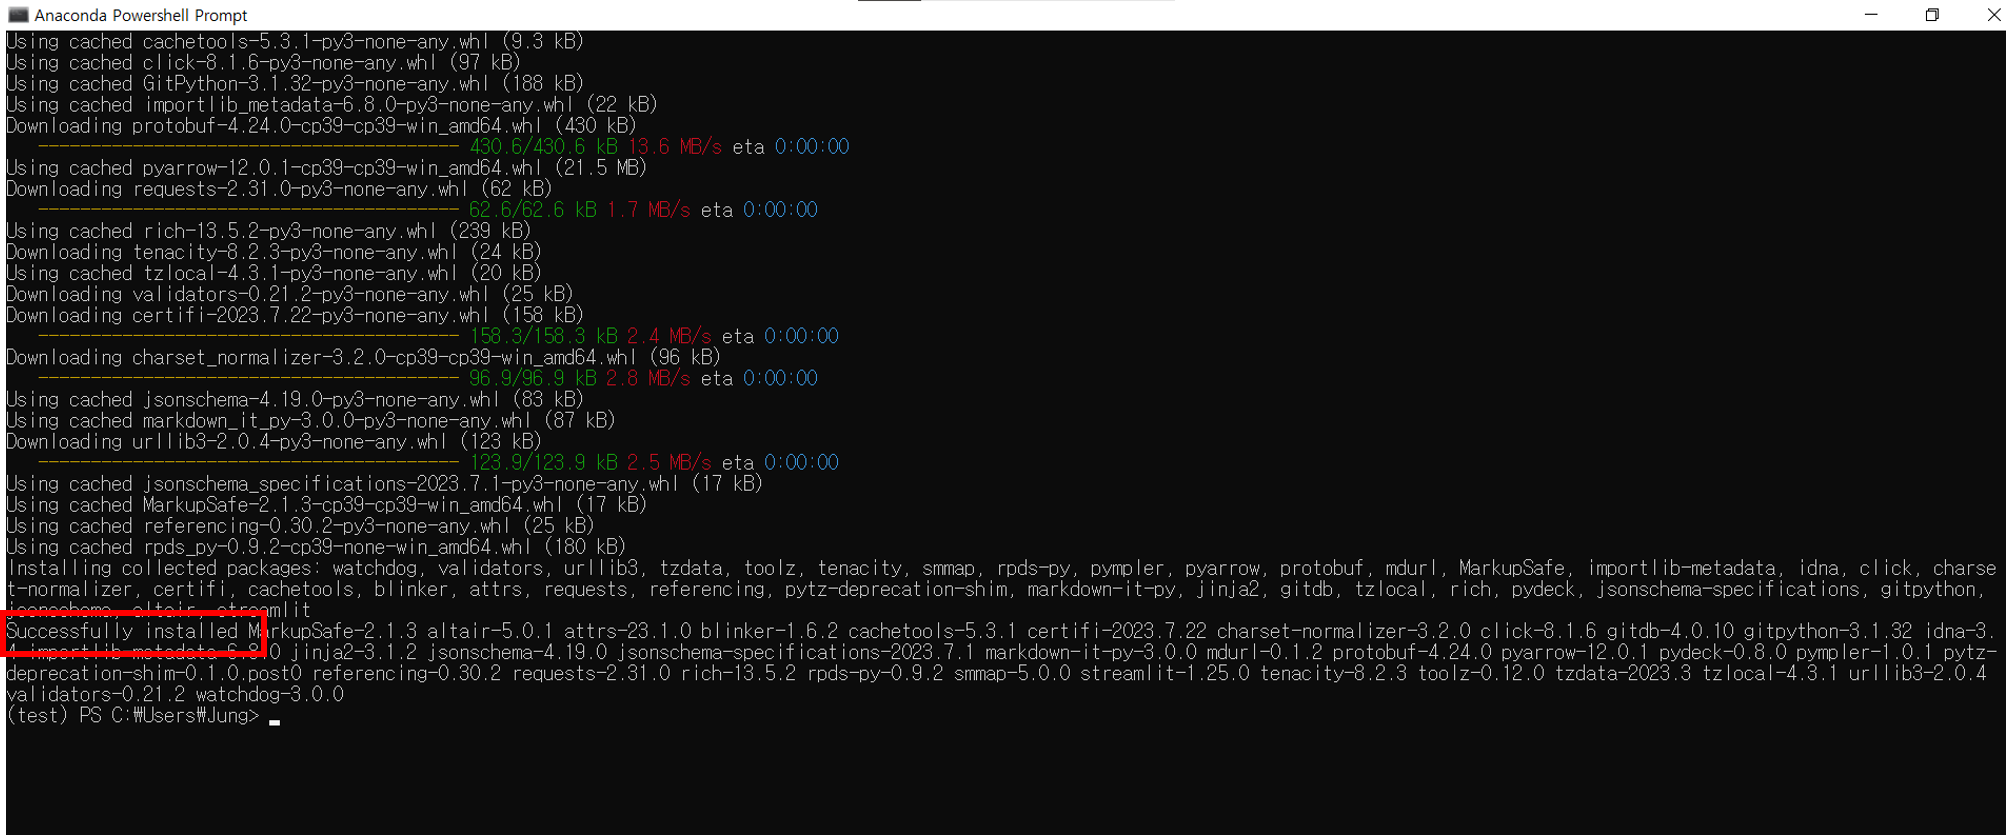 Anaconda Powershell Prompt
Using cached cachetools-5.3.1-py3-none-any.whl (9.3 kB)
Using cached click-8.1.6-py3-none-any.whl (97 kB)
Using cached GitPython-3.1.32-py3-none-any.whl (188 kB)
Using cached importlib_metadata-6.8.0-py3-none-any.whl (22 kB)
Downloading protobuf-4.24.0-cp39-cp39-win_amd64.whl (430 kB)
---------------------------------------- 430.6/430.6 kB 13.6 MB/s eta 0:00:00
Using cached pyarrow-12.0.1-cp39-cp39-win_amd64.whl (21.5 MB)
Downloading requests-2.31.0-py3-none-any.whl (62 kB)
---------------------------------------- 62.6/62.6 kB 1.7 MB/s eta 0:00:00
Using cached rich-13.5.2-py3-none-any.whl (239 kB)
Downloading tenacity-8.2.3-py3-none-any.whl (24 kB)
Using cached tzlocal-4.3.1-py3-none-any.whl (20 kB)
Downloading validators-0.21.2-py3-none-any.whl (25 kB)
Downloading certifi-2023.7.22-py3-none-any.whl (158 kB)
---------------------------------------- 158.3/158.3 kB 2.4 MB/s eta 0:00:00
Downloading charset_normalizer-3.2.0-cp39-cp39-win_amd64.whl (96 kB)
---------------------------------------- 96.9/96.9 kB 2.8 MB/s eta 0:00:00
Using cached jsonschema-4.19.0-py3-none-any.whl (83 kB)
Using cached markdown_it_py-3.0.0-py3-none-any.whl (87 kB)
Downloading urllib3-2.0.4-py3-none-any.whl (123 kB)
---------------------------------------- 123.9/123.9 kB 2.5 MB/s eta 0:00:00
Using cached jsonschema_specifications-2023.7.1-py3-none-any.whl (17 kB)
Using cached MarkupSafe-2.1.3-cp39-cp39-win_amd64.whl (17 kB)
Using cached referencing-0.30.2-py3-none-any.whl (25 kB)
Using cached rpds_py-0.9.2-cp39-none-win_amd64.whl (180 kB)
Installing collected packages: watchdog, validators, urllib3, tzdata, toolz, tenacity, smmap, rpds-py, pympler, pyarrow, protobuf, mdurl, MarkupSafe, importlib-metadata, idna, click, charse
t-normalizer, certifi, cachetools, blinker, attrs, requests, referencing, pytz-deprecation-shim, markdown-it-py, jinja2, gitdb, tzlocal, rich, pydeck, jsonschema-specifications, gitpython,
jsonschema, altair, streamlit
Successfully installed MarkupSafe-2.1.3 altair-5.0.1 attrs-23.1.0 blinker-1.6.2 cachetools-5.3.1 certifi-2023.7.22 charset-normalizer-3.2.0 click-8.1.6 gitdb-4.0.10 gitpython-3.1.32 idna-3.
importlib-metadata-6.8.0 jinja2-3.1.2 jsonschema-4.19.0 jsonschema-specifications-2023.7.1 markdown-it-py-3.0.0 mdurl-0.1.2 protobuf-4.24.0 pyarrow-12.0.1 pydeck-0.8.0 pympler-1.0.1 pytz-
deprecation-shim-0.1.0.post0 referencing-0.30.2 requests-2.31.0 rich-13.5.2 rpds-py-0.9.2 smmap-5.0.0 streamlit-1.25.0 tenacity-8.2.3 toolz-0.12.0 tzdata-2023.3 tzlocal-4.3.1 urllib3-2.0.4
validators-0.21.2 watchdog-3.0.0
(test) PS C:₩Users₩Jung>